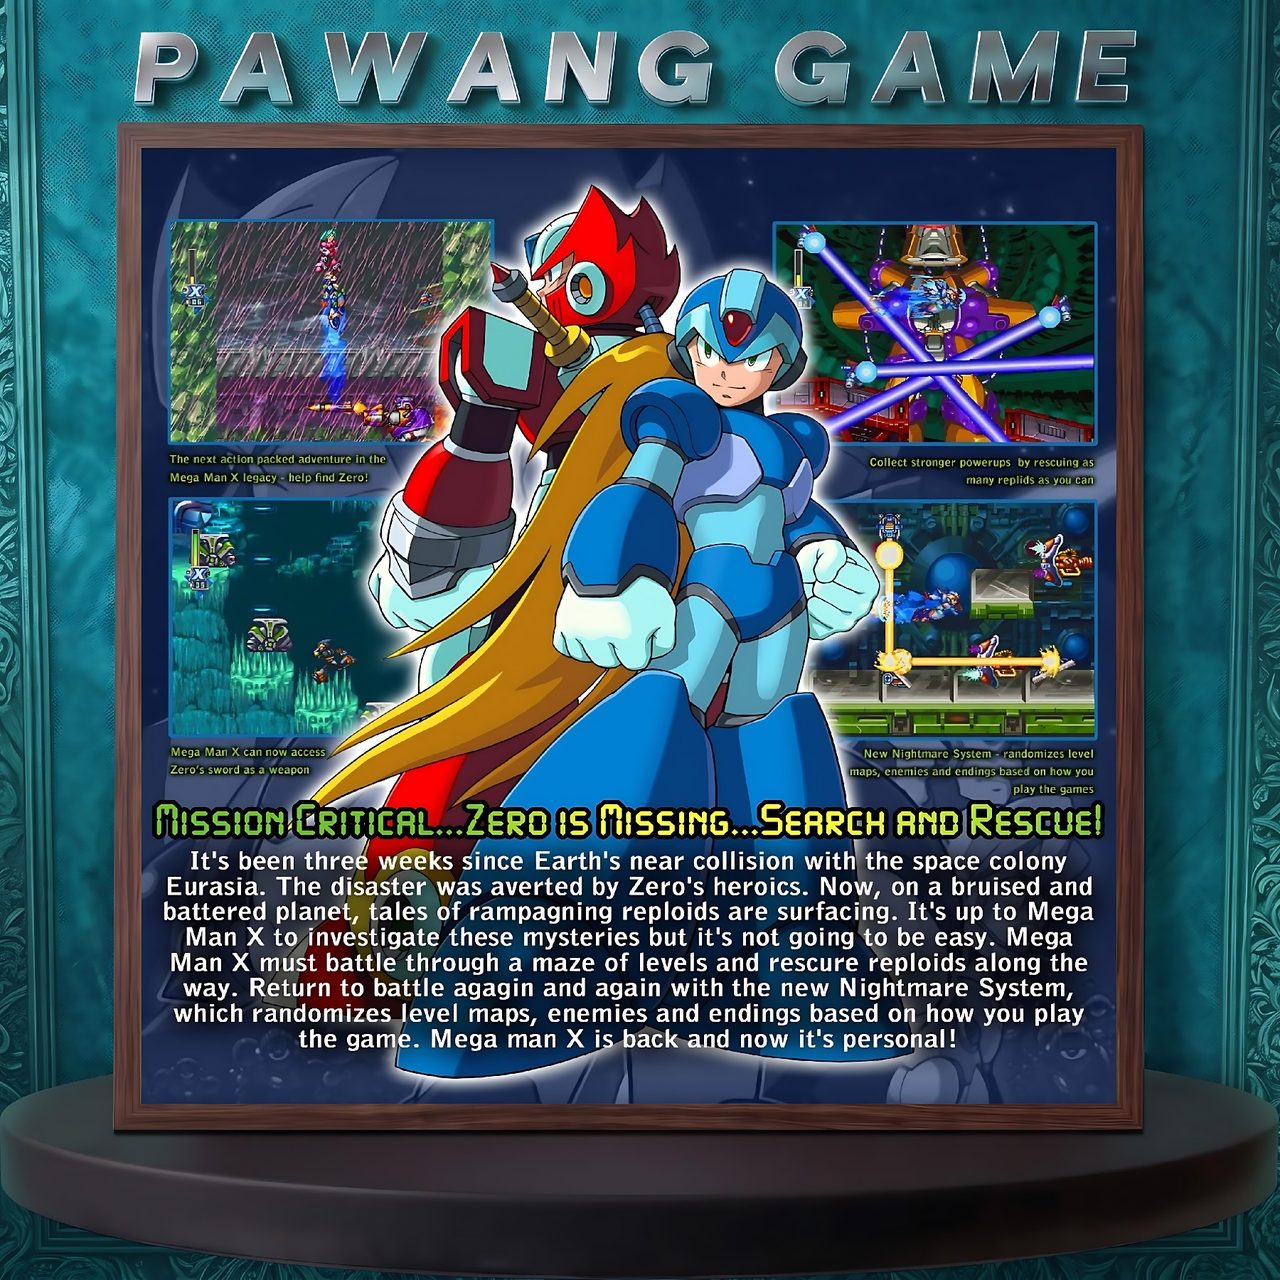 PAWANG GAME
The next action packed adventure in the
Mega Man X legacy - help find Zero!
Collect stronger powerups by rescuing as
many replids as you can
Mega Man X can now access
Zero's sword as a weapon
New Nightmare System - randomizes level
maps, enemies and endings based on how you
play the games
MISSION CRITICAL...ZERO IS MISSING...SEARCH AND RESCUE!
It's been three weeks since Earth's near collision with the space colony
Eurasia. The disaster was averted by Zero's heroics. Now, on a bruised and
battered planet, tales of rampagning reploids are surfacing. It's up to Mega
Man X to investigate these mysteries but it's not going to be easy. Mega
Man X must battle through a maze of levels and rescure reploids along the
way. Return to battle agagin and again with the new Nightmare System,
which randomizes level maps, enemies and endings based on how you play
the game. Mega man X is back and now it's personal!